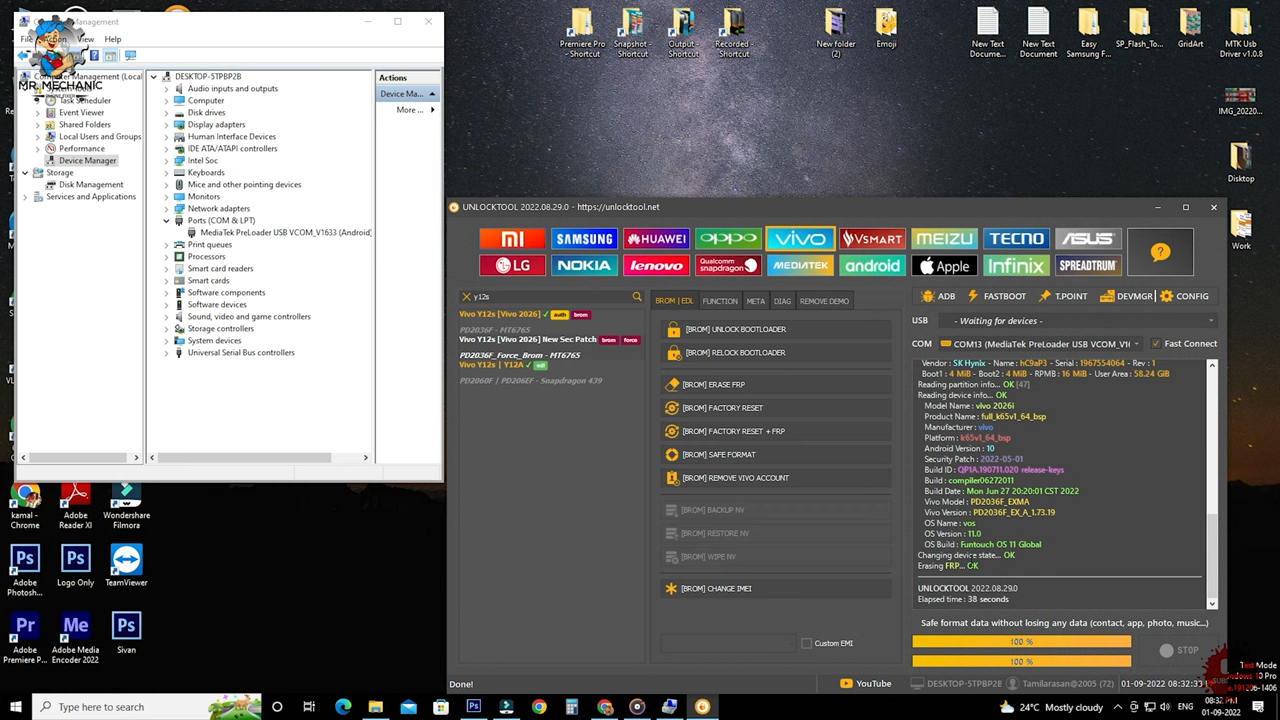 Management
File
View
Help
MR. MECHANIC
Computer Management (Local
Task Scheduler
Event Viewer
Shared Folders
Local Users and Groups
Performance
Device Manager
Storage
Disk Management
Services and Applications
DESKTOP-5TPBP2B
Audio inputs and outputs
Computer
Disk drives
Display adapters
Human Interface Devices
IDE ATA/ATAPI controllers
Intel Soc
Keyboards
Mice and other pointing devices
Monitors
Network adapters
Ports (COM & LPT)
MediaTek PreLoader USB VCOM_V1633 (Android)
Print queues
Processors
Smart card readers
Smart cards
Software components
Software devices
Sound, video and game controllers
Storage controllers
System devices
Universal Serial Bus controllers
Actions
Device Ma...
More ...
Premiere Pro - Shortcut
Snapshot - Shortcut
Output - Shortcut
Recorded - Shortcut
New folder (2)
Emoji
New Text Docume...
New Text Docume...
Easy Samsung F...
SP_Flash_To...
GridArt
MTK Usb Driver v1.0.8
IMG_20220...
Desktop
Work
UNLOCKTOOL 2022.08.29.0 - https://unlocktool.net
MI
SAMSUNG
HUAWEI
oppo
VIVO
VSMART
MEIZU
TECNO
ASUS
?
LG
NOKIA
lenovo
Qualcomm snapdragon
MEDIATEK
android
Apple
Infinix
SPREADTRUM
y12s
Vivo Y12s [Vivo 2026] ✓ auth brom
PD2036F - MT6765
Vivo Y12s [Vivo 2026] New Sec Patch brom force
PD2036F_Force_Brom - MT6765
Vivo Y12s | Y12A ✓ edl
PD2060F | PD206EF - Snapdragon 439
BROM | EDL
FUNCTION
META
DIAG
REMOVE DEMO
[BROM] UNLOCK BOOTLOADER
[BROM] RELOCK BOOTLOADER
[BROM] ERASE FRP
[BROM] FACTORY RESET
[BROM] FACTORY RESET + FRP
[BROM] SAFE FORMAT
[BROM] REMOVE VIVO ACCOUNT
[BROM] BACKUP NV
[BROM] RESTORE NV
[BROM] WIPE NV
[BROM] CHANGE IMEI
Custom EMI
ADB
FASTBOOT
T.POINT
DEVMGR
CONFIG
USB - Waiting for devices -
COM COM13 (MediaTek PreLoader USB VCOM_V16
Fast Connect
Vendor : SK Hynix - Name : hC9aP3 - Serial : 1967554064 - Rev : 1
Boot1 : 4 MiB - Boot2 : 4 MiB - RPMB : 16 MiB - User Area : 58.24 GiB
Reading partition info... OK [47]
Reading device info... OK
Model Name : vivo 2026i
Product Name : full_k65v1_64_bsp
Manufacturer : vivo
Platform : k65v1_64_bsp
Android Version : 10
Security Patch : 2022-05-01
Build ID : QP1A.190711.020 release-keys
Build : compiler06272011
Build Date : Mon Jun 27 20:20:01 CST 2022
Vivo Model : PD2036F_EXMA
Vivo Version : PD2036F_EX_A_1.73.19
OS Name : vos
OS Version : 11.0
OS Build : Funtouch OS 11 Global
Changing device state... OK
Erasing FRP... OK
UNLOCKTOOL 2022.08.29.0
Elapsed time : 38 seconds
Safe format data without losing any data (contact, app, photo, music...)
100 %
100 %
STOP
Done!
YouTube
DESKTOP-5TPBP2B
Tamilarasan@2005 (72)
01-09-2022 08:32:33
Test Mode
kamal - Chrome
Adobe Reader XI
Wondershare Filmora
Adobe Photosh...
Logo Only
TeamViewer
Adobe Premiere P...
Adobe Media Encoder 2022
Sivan
Type here to search
24°C Mostly cloudy
ENG
08:32 PM
01-09-2022